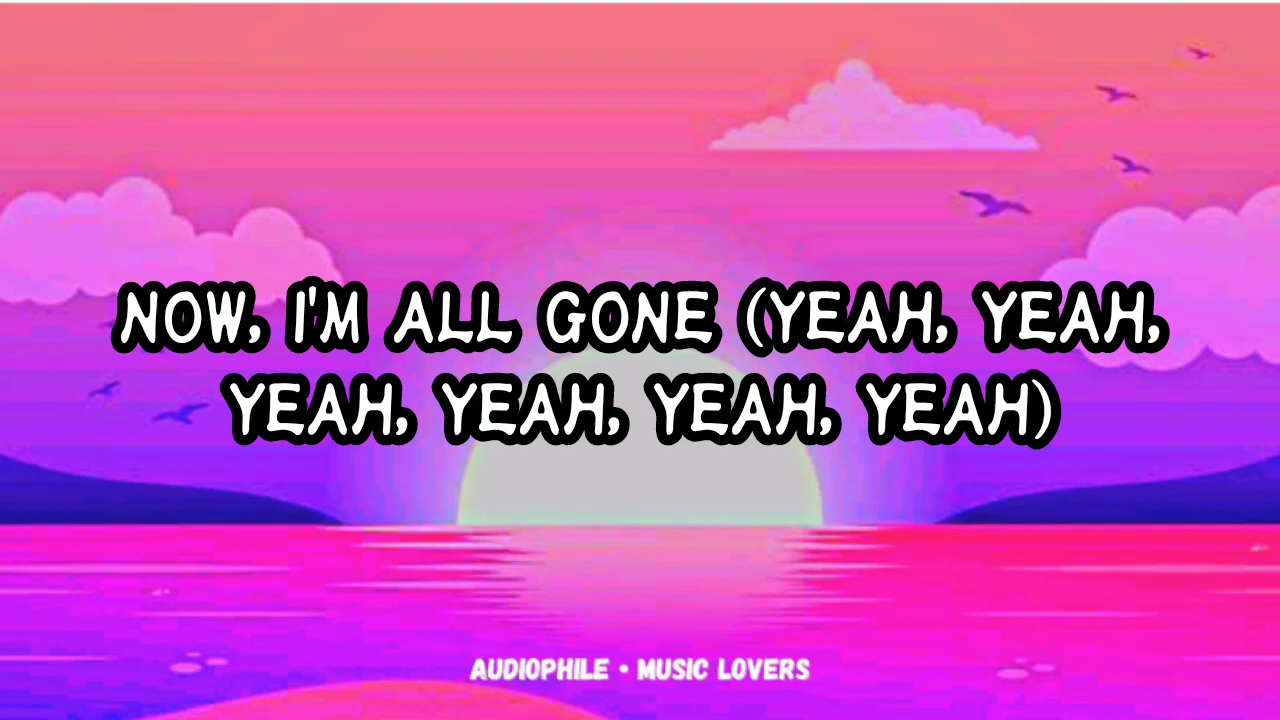 NOW, I'M ALL GONE (YEAH, YEAH,
YEAH, YEAH, YEAH, YEAH)
AUDIOPHILE • MUSIC LOVERS